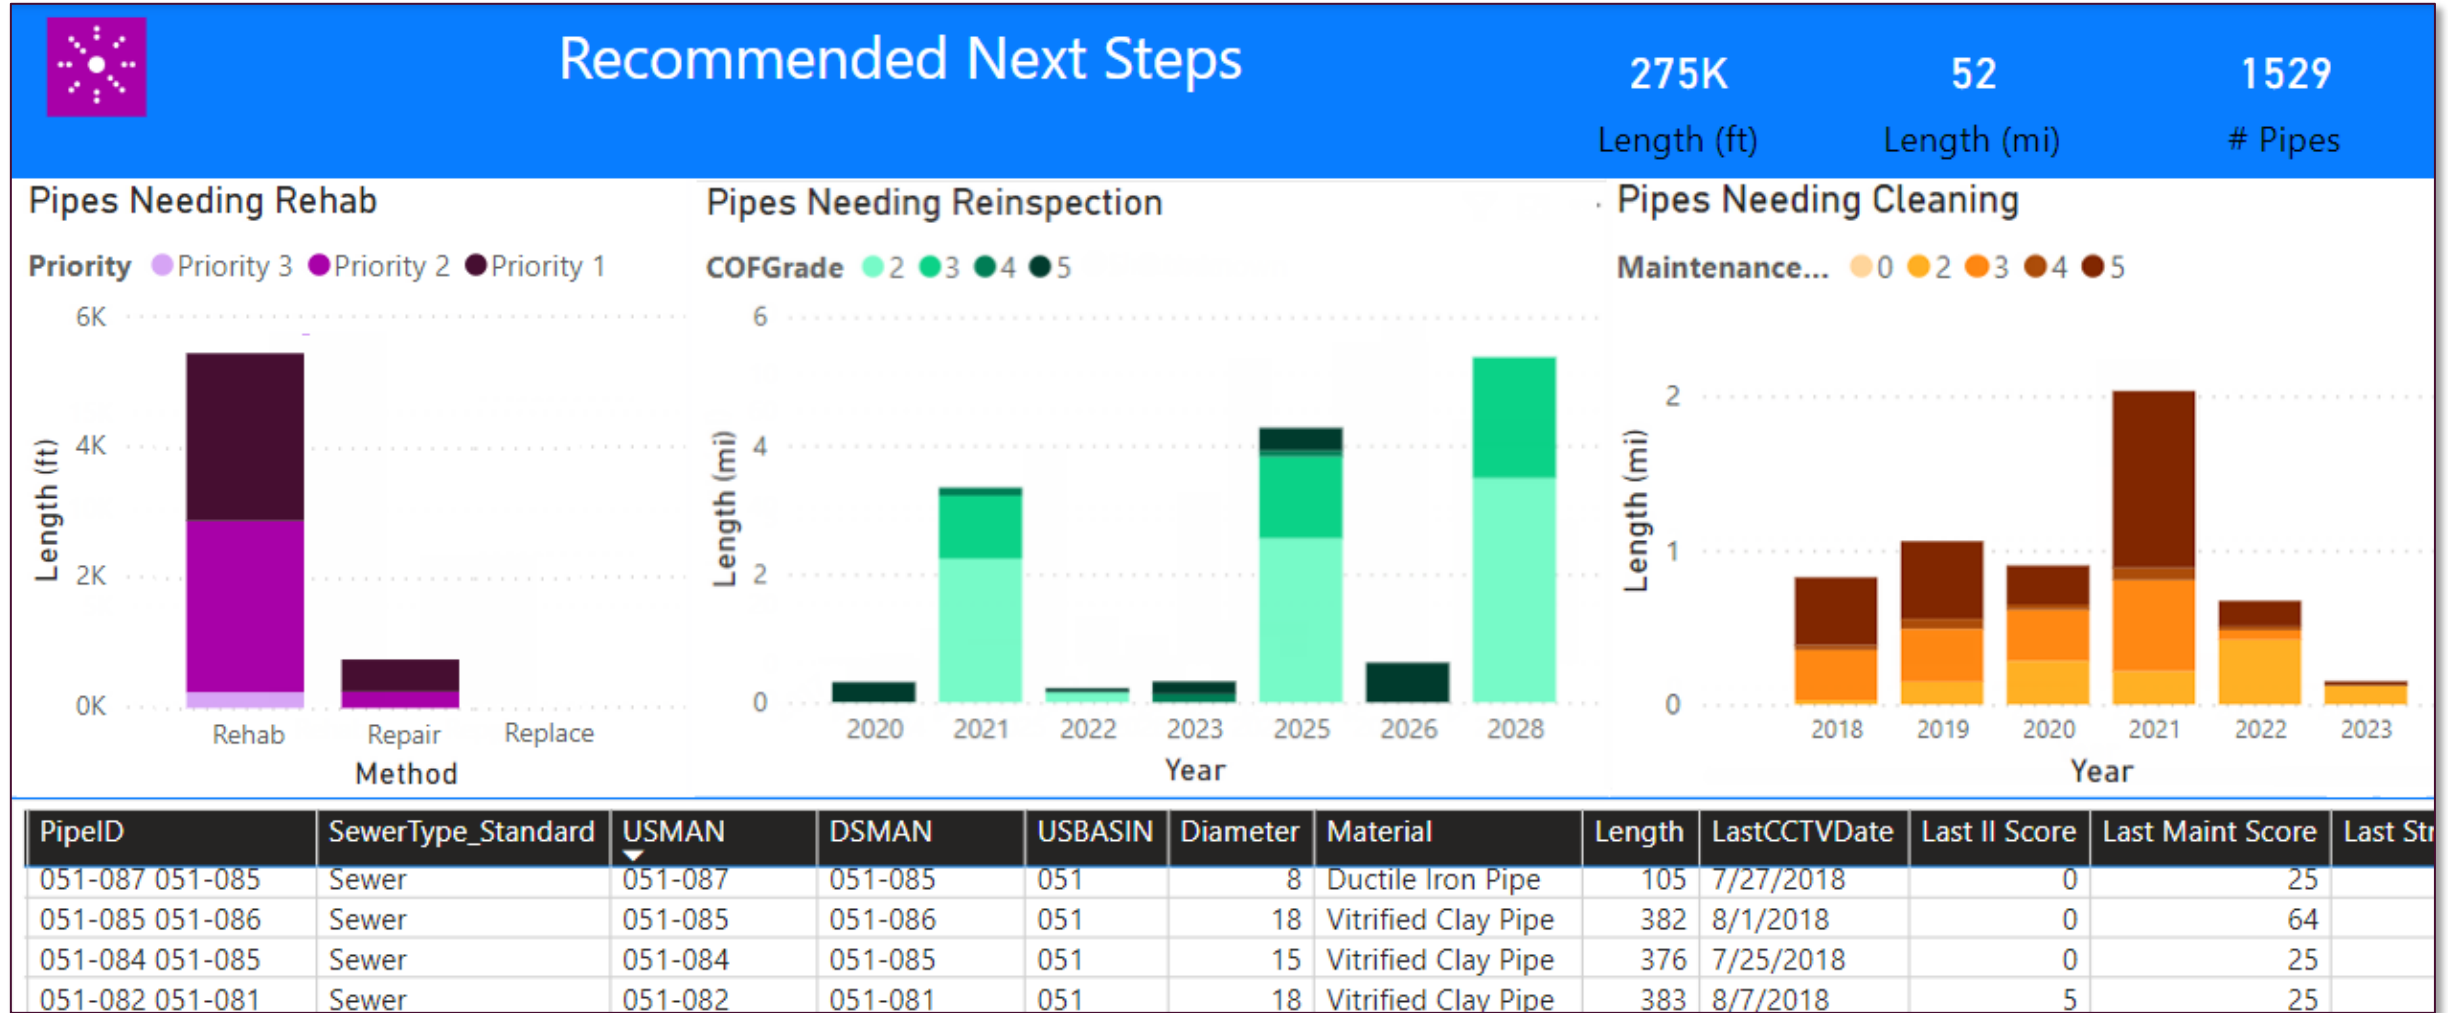 Recommended Next Steps
275K
52
1529
Length (ft)
Length (mi)
# Pipes
Pipes Needing Rehab
Priority Priority 3 Priority 2 Priority 1
6K
4K
2K
0K
Length (ft)
Rehab
Repair
Replace
Method
Pipes Needing Reinspection
COFGrade 2 3 4 5
6
4
2
0
Length (mi)
2020
2021
2022
2023
2025
2026
2028
Year
Pipes Needing Cleaning
Maintenance... 0 2 3 4 5
2
1
0
Length (mi)
2018
2019
2020
2021
2022
2023
Year
PipeID SewerType_Standard USMAN DSMAN USBASIN Diameter Material Length LastCCTVDate Last II Score Last Maint Score Last Str
051-087 051-085 Sewer 051-087 051-085 051 8 Ductile Iron Pipe 105 7/27/2018 0 25
051-085 051-086 Sewer 051-085 051-086 051 18 Vitrified Clay Pipe 382 8/1/2018 0 64
051-084 051-085 Sewer 051-084 051-085 051 15 Vitrified Clay Pipe 376 7/25/2018 0 25
051-082 051-081 Sewer 051-082 051-081 051 18 Vitrified Clay Pipe 383 8/7/2018 5 25